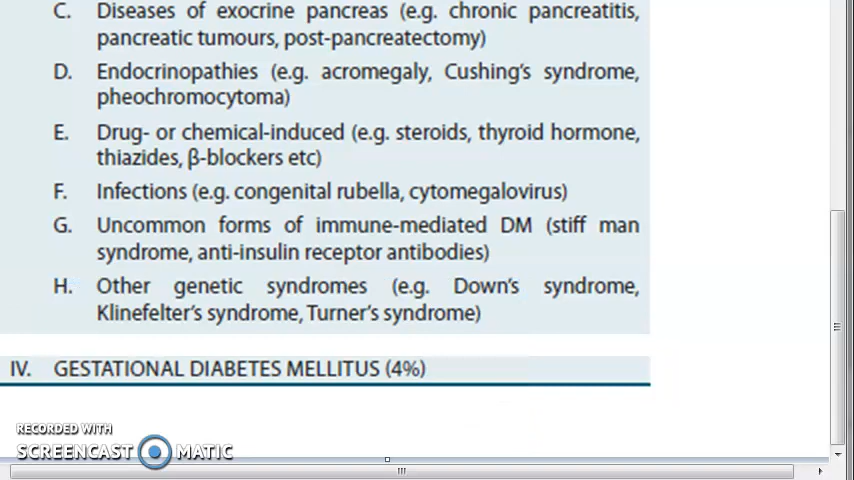 C. Diseases of exocrine pancreas (e.g. chronic pancreatitis,
pancreatic tumours, post-pancreatectomy)
D. Endocrinopathies (e.g. acromegaly, Cushing's syndrome,
pheochromocytoma)
E. Drug- or chemical-induced (e.g. steroids, thyroid hormone,
thiazides, β-blockers etc)
F. Infections (e.g. congenital rubella, cytomegalovirus)
G. Uncommon forms of immune-mediated DM (stiff man
syndrome, anti-insulin receptor antibodies)
H. Other genetic syndromes (e.g. Down's syndrome,
Klinefelter's syndrome, Turner's syndrome)
IV. GESTATIONAL DIABETES MELLITUS (4%)
RECORDED WITH
SCREENCAST MATIC